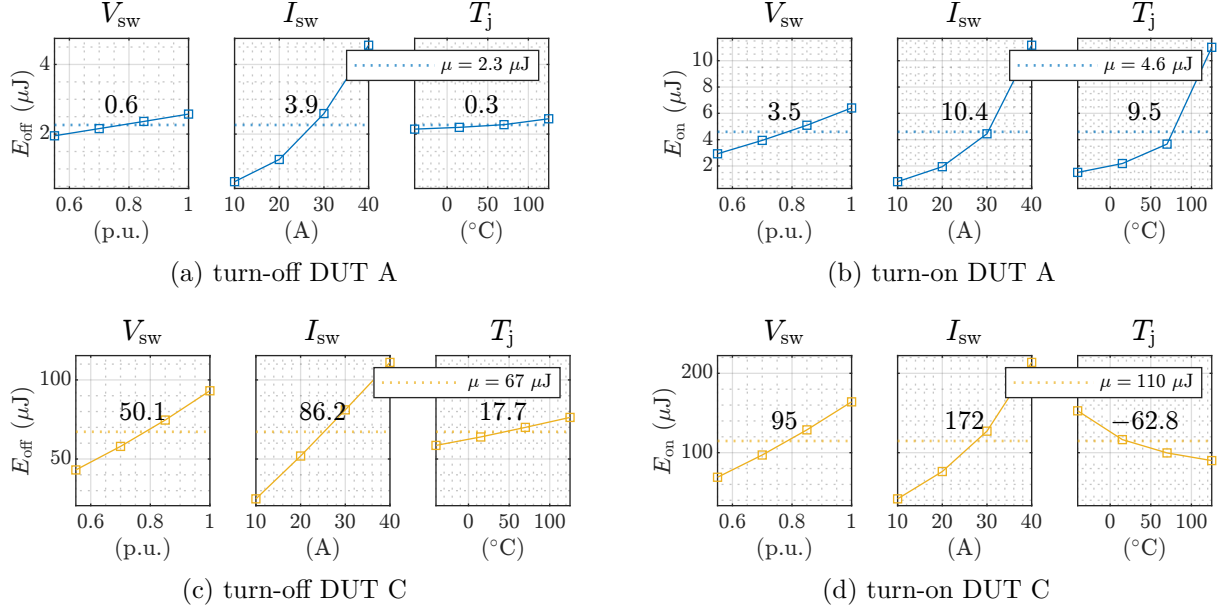 V_sw I_sw T_j
E_off (μJ)
4
2
0.6 3.9 0.3
μ = 2.3 μJ
0.6 0.8 1 10 20 30 40 0 50 100
(p.u.) (A) (°C)
(a) turn-off DUT A
V_sw I_sw T_j
E_on (μJ)
10
8
6
4
2
3.5 10.4 9.5
μ = 4.6 μJ
0.6 0.8 1 10 20 30 40 0 50 100
(p.u.) (A) (°C)
(b) turn-on DUT A
V_sw I_sw T_j
E_off (μJ)
100
50
50.1 86.2 17.7
μ = 67 μJ
0.6 0.8 1 10 20 30 40 0 50 100
(p.u.) (A) (°C)
(c) turn-off DUT C
V_sw I_sw T_j
E_on (μJ)
200
100
95 172 −62.8
μ = 110 μJ
0.6 0.8 1 10 20 30 40 0 50 100
(p.u.) (A) (°C)
(d) turn-on DUT C